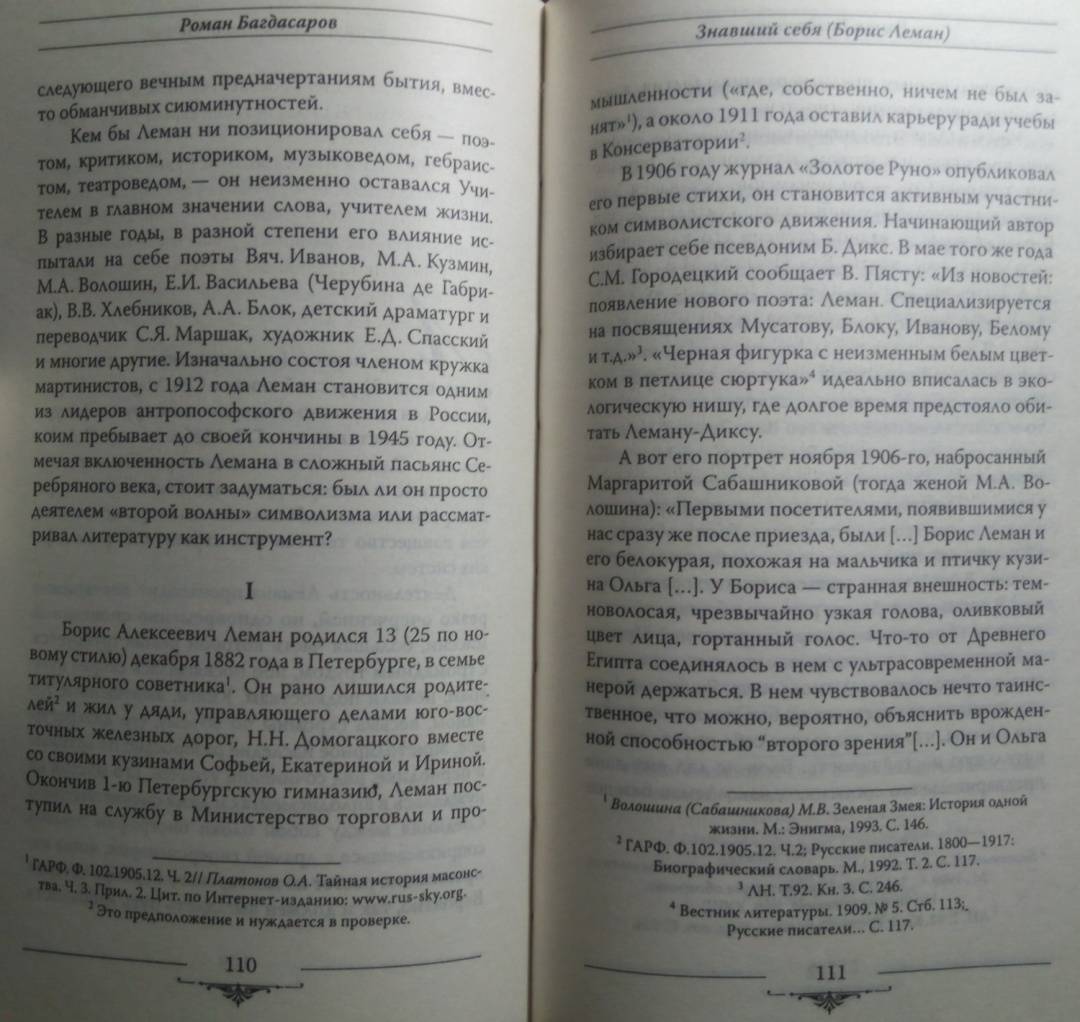 Роман Багдасаров
следующего вечным предначертаниям бытия, вмес-
то обманчивых сиюминутностей.
Кем бы Леман ни позиционировал себя — поэ-
том, критиком, историком, музыковедом, гебраис-
том, театроведом, — он неизменно оставался Учи-
телем в главном значении слова, учителем жизни.
В разные годы, в разной степени его влияние ис-
пытали на себе поэты Вяч. Иванов, М.А. Кузмин,
М.А. Волошин, Е.И. Васильева (Черубина де Габри-
ак), В.В. Хлебников, А.А. Блок, детский драматург и
переводчик С.Я. Маршак, художник Е.Д. Спасский
и многие другие. Изначально состоя членом кружка
мартинистов, с 1912 года Леман становится одним
из лидеров антропософского движения в России,
коим пребывает до своей кончины в 1945 году. От-
мечая включенность Лемана в сложный пасьянс Се-
ребряного века, стоит задуматься: был ли он просто
деятелем «второй волны» символизма или рассмат-
ривал литературу как инструмент?
I
Борис Алексеевич Леман родился 13 (25 по но-
вому стилю) декабря 1882 года в Петербурге, в семье
титулярного советника¹. Он рано лишился родите-
лей² и жил у дяди, управляющего делами юго-вос-
точных железных дорог, Н.Н. Домогацкого вместе
со своими кузинами Софьей, Екатериной и Ириной.
Окончив 1-ю Петербургскую гимназию, Леман пос-
тупил на службу в Министерство торговли и про-
¹ ГАРФ. Ф. 102.1905.12. Ч. 2// Платонов О.А. Тайная история масонс-
тва. Ч. 3. Прил. 2. Цит. по Интернет-изданию: www.rus-sky.org.
² Это предположение и нуждается в проверке.
110
Знавший себя (Борис Леман)
мышленности («где, собственно, ничем не был за-
нят»¹), а около 1911 года оставил карьеру ради учебы
в Консерватории².
В 1906 году журнал «Золотое Руно» опубликовал
его первые стихи, он становится активным участни-
ком символистского движения. Начинающий автор
избирает себе псевдоним Б. Дикс. В мае того же года
С.М. Городецкий сообщает В. Пясту: «Из новостей:
появление нового поэта: Леман. Специализируется
на посвящениях Мусатову, Блоку, Иванову, Белому
и т.д.»³. «Черная фигурка с неизменным белым цвет-
ком в петлице сюртука»⁴ идеально вписалась в эко-
логическую нишу, где долгое время предстояло оби-
тать Леману-Диксу.
А вот его портрет ноября 1906-го, набросанный
Маргаритой Сабашниковой (тогда женой М.А. Во-
лошина): «Первыми посетителями, появившимися у
нас сразу же после приезда, были [...] Борис Леман и
его белокурая, похожая на мальчика и птичку кузи-
на Ольга [...]. У Бориса — странная внешность: тем-
новолосая, чрезвычайно узкая голова, оливковый
цвет лица, гортанный голос. Что-то от Древнего
Египта соединялось в нем с ультрасовременной ма-
нерой держаться. В нем чувствовалось нечто таинс-
твенное, что можно, вероятно, объяснить врожден-
ной способностью “второго зрения”[...]. Он и Ольга
¹ Волошина (Сабашникова) М.В. Зеленая Змея: История одной
жизни. М.: Энигма, 1993. С. 146.
² ГАРФ. Ф.102.1905.12. Ч.2; Русские писатели. 1800—1917:
Биографический словарь. М., 1992. Т. 2. С. 117.
³ ЛН. Т.92. Кн. 3. С. 246.
⁴ Вестник литературы. 1909. № 5. Стб. 113;
Русские писатели... С. 117.
111